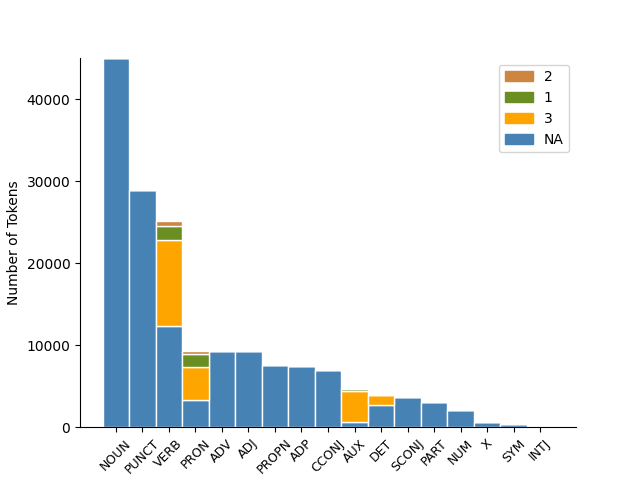 2
1
3
NA
40000
30000
20000
10000
0
Number of Tokens
NOUN
PUNCT
VERB
PRON
ADV
ADJ
PROPN
ADP
CCONJ
AUX
DET
SCONJ
PART
NUM
X
SYM
INTJ